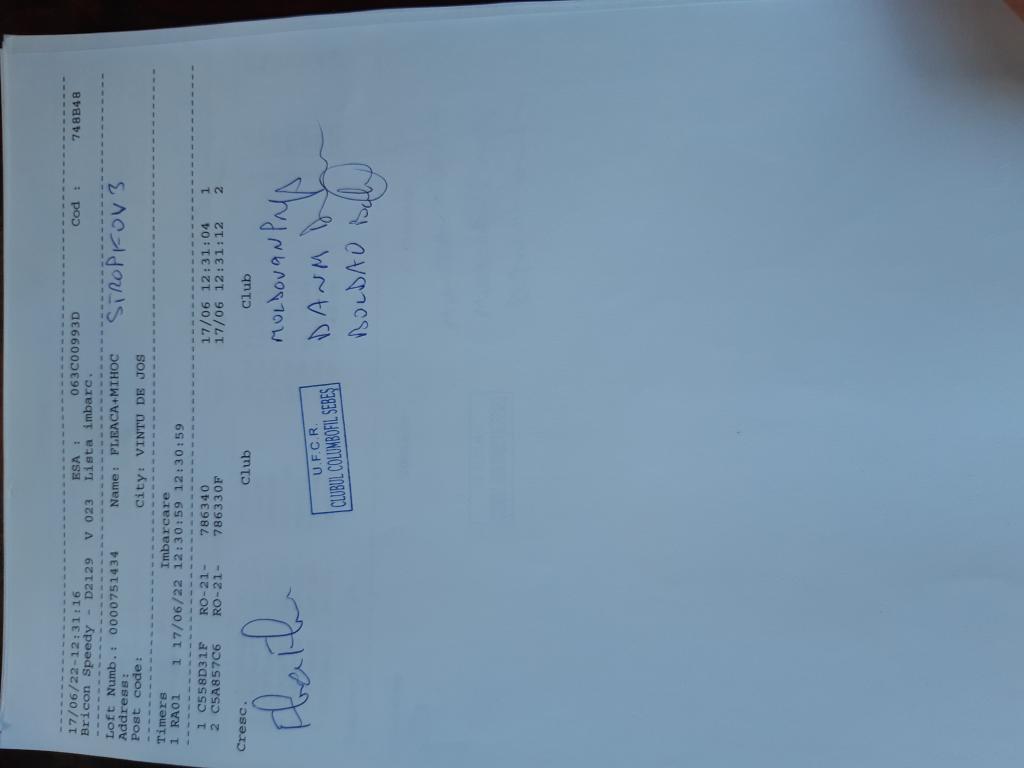 17/06/22-12:31:16 ESA : 063C00993D Cod : 748B48
Bricon Speedy - D2129 V 023 Lista imbarc.
Loft Numb.: 0000751434 Name: FLEACA+MIHOC STROPKOV 3
Address:
Post code: City: VINTU DE JOS
Timers Imbarcare
1 RA01 1 17/06/22 12:30:59 12:30:59
1 C558D31F RO-21- 786340 17/06 12:31:04 1
2 C5A857C6 RO-21- 786330F 17/06 12:31:12 2
Cresc. Club Club
MOLDOVAN
DAN M
BOLDAO
U.F.C.R.
CLUBUL COLUMBOFIL SEBEȘ